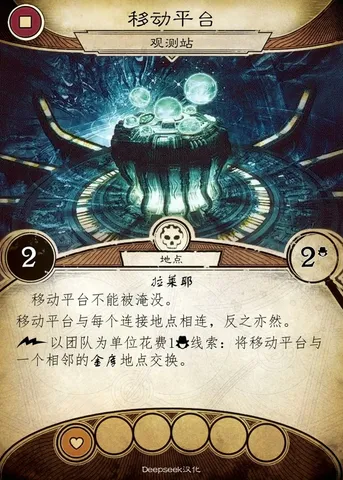 移动平台
观测站
2
地点
2
拉莱耶
移动平台不能被淹没。
移动平台与每个连接地点相连，反之亦然。
以团队为单位花费1线索：将移动平台与
一个相邻的金库地点交换。
Deepseek汉化